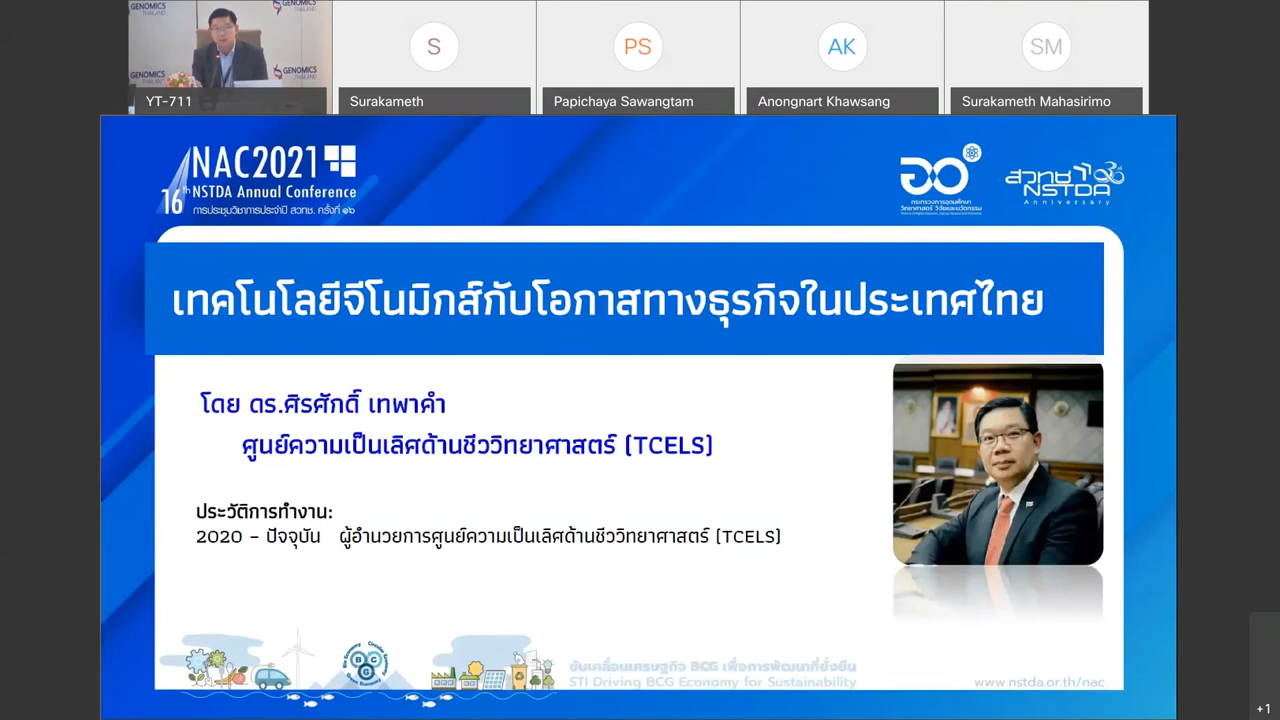 GENOMICS
THAILAND
GENOMICS
GENOMICS
THAILAND
S
PS
AK
SM
YT-711
Surakameth
Papichaya Sawangtam
Anongnart Khawsang
Surakameth Mahasirimo
NAC2021
16th NSTDA Annual Conference
การประชุมวิชาการประจำปี สวทช. ครั้งที่ ๑๖
อว
กระทรวงการอุดมศึกษา
วิทยาศาสตร์ วิจัยและนวัตกรรม
สวทช
NSTDA
Anniversary
เทคโนโลยีจีโนมิกส์กับโอกาสทางธุรกิจในประเทศไทย
โดย ดร.ศิรศักดิ์ เทพาคำ
ศูนย์ความเป็นเลิศด้านชีววิทยาศาสตร์ (TCELS)
ประวัติการทำงาน:
2020 – ปัจจุบัน ผู้อำนวยการศูนย์ความเป็นเลิศด้านชีววิทยาศาสตร์ (TCELS)
Bio Economy Circular Economy
B C G
Green Economy
ขับเคลื่อนเศรษฐกิจ BCG เพื่อการพัฒนาที่ยั่งยืน
STI Driving BCG Economy for Sustainability
www.nstda.or.th/nac
+1